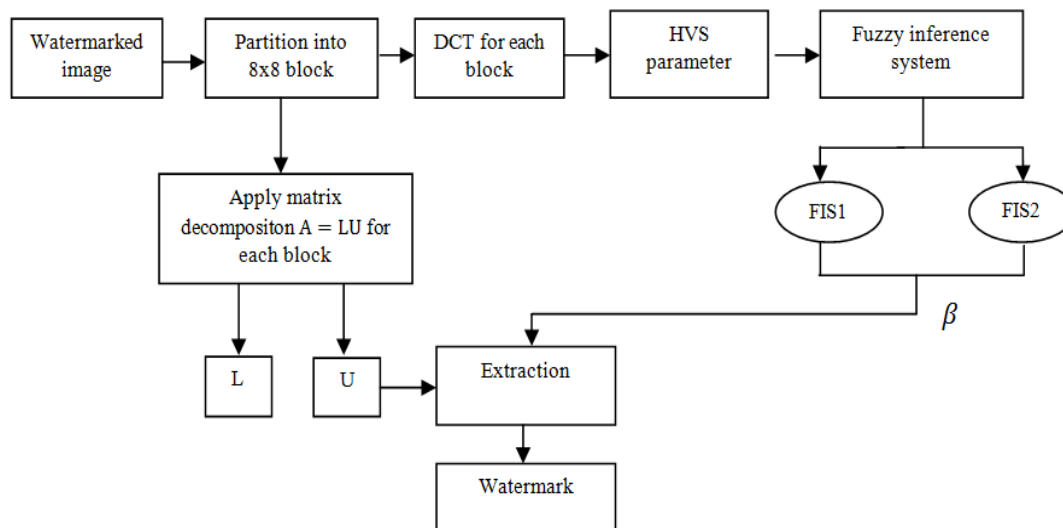 Watermarked
image
Partition into
8x8 block
DCT for each
block
HVS
parameter
Fuzzy inference
system
Apply matrix
decompositon A = LU for
each block
FIS1
FIS2
β
L
U
Extraction
Watermark